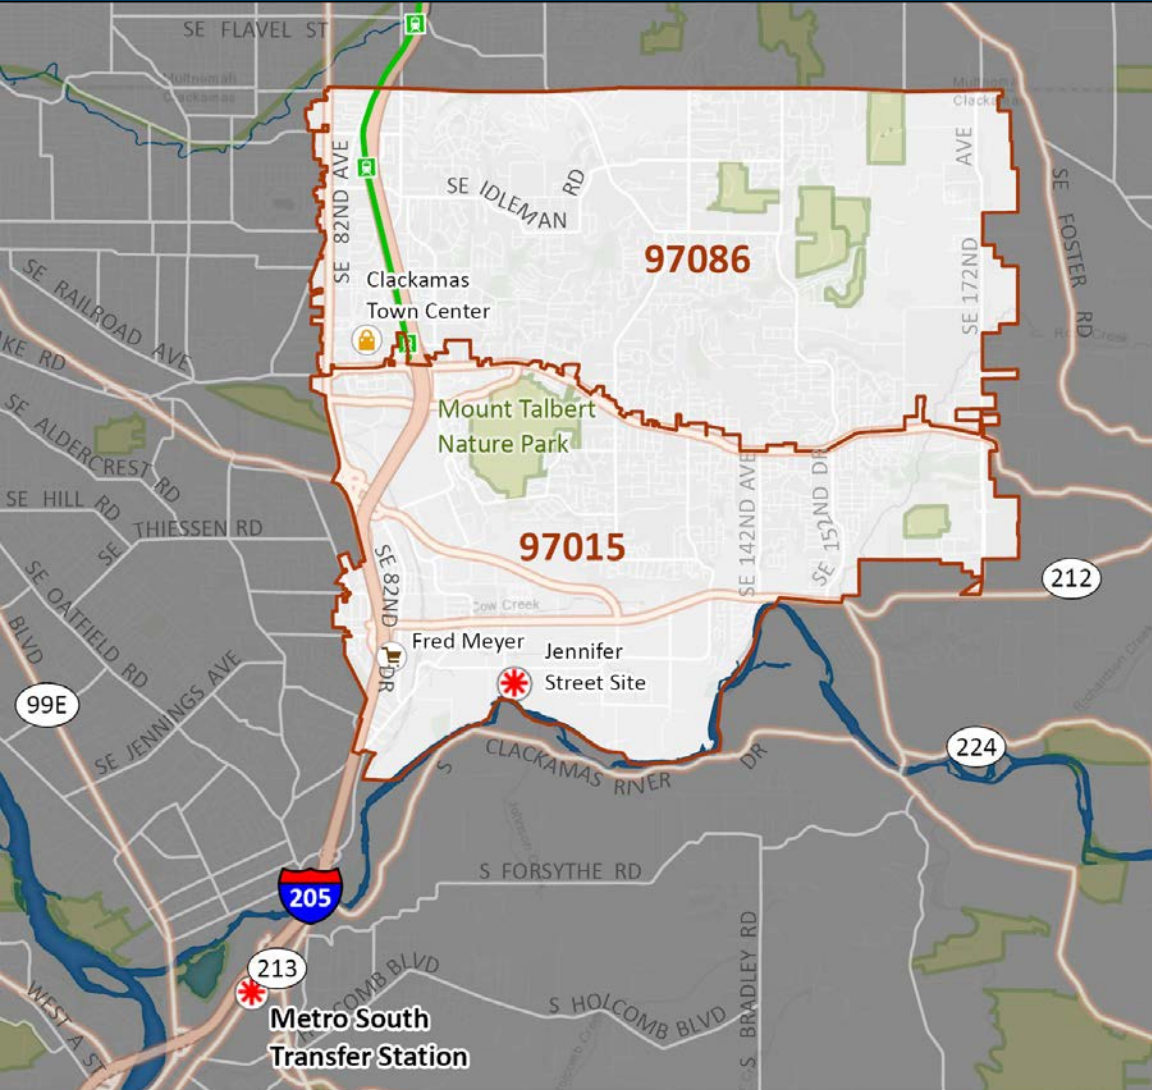 SE FLAVEL ST
Multnomah
Clackamas
Clackamas
SE 82ND AVE
SE IDLEMAN RD
AVE
SE 172ND
SE FOSTER RD
97086
Clackamas
Town Center
SE RAILROAD AVE
RD
SE ALDERCREST RD
Mount Talbert
Nature Park
SE HILL RD
SE THIESSEN RD
SE 142ND AVE
SE 152ND DR
97015
SE OATFIELD RD
SE 82ND DR
212
Cow Creek
BLVD
Fred Meyer
Jennifer
Street Site
SE JENNINGS AVE
99E
Richardson Creek
S CLACKAMAS RIVER DR
224
S FORSYTHE RD
205
S BRADLEY RD
213
HOLCOMB BLVD
S HOLCOMB BLVD
WEST A ST
Metro South
Transfer Station